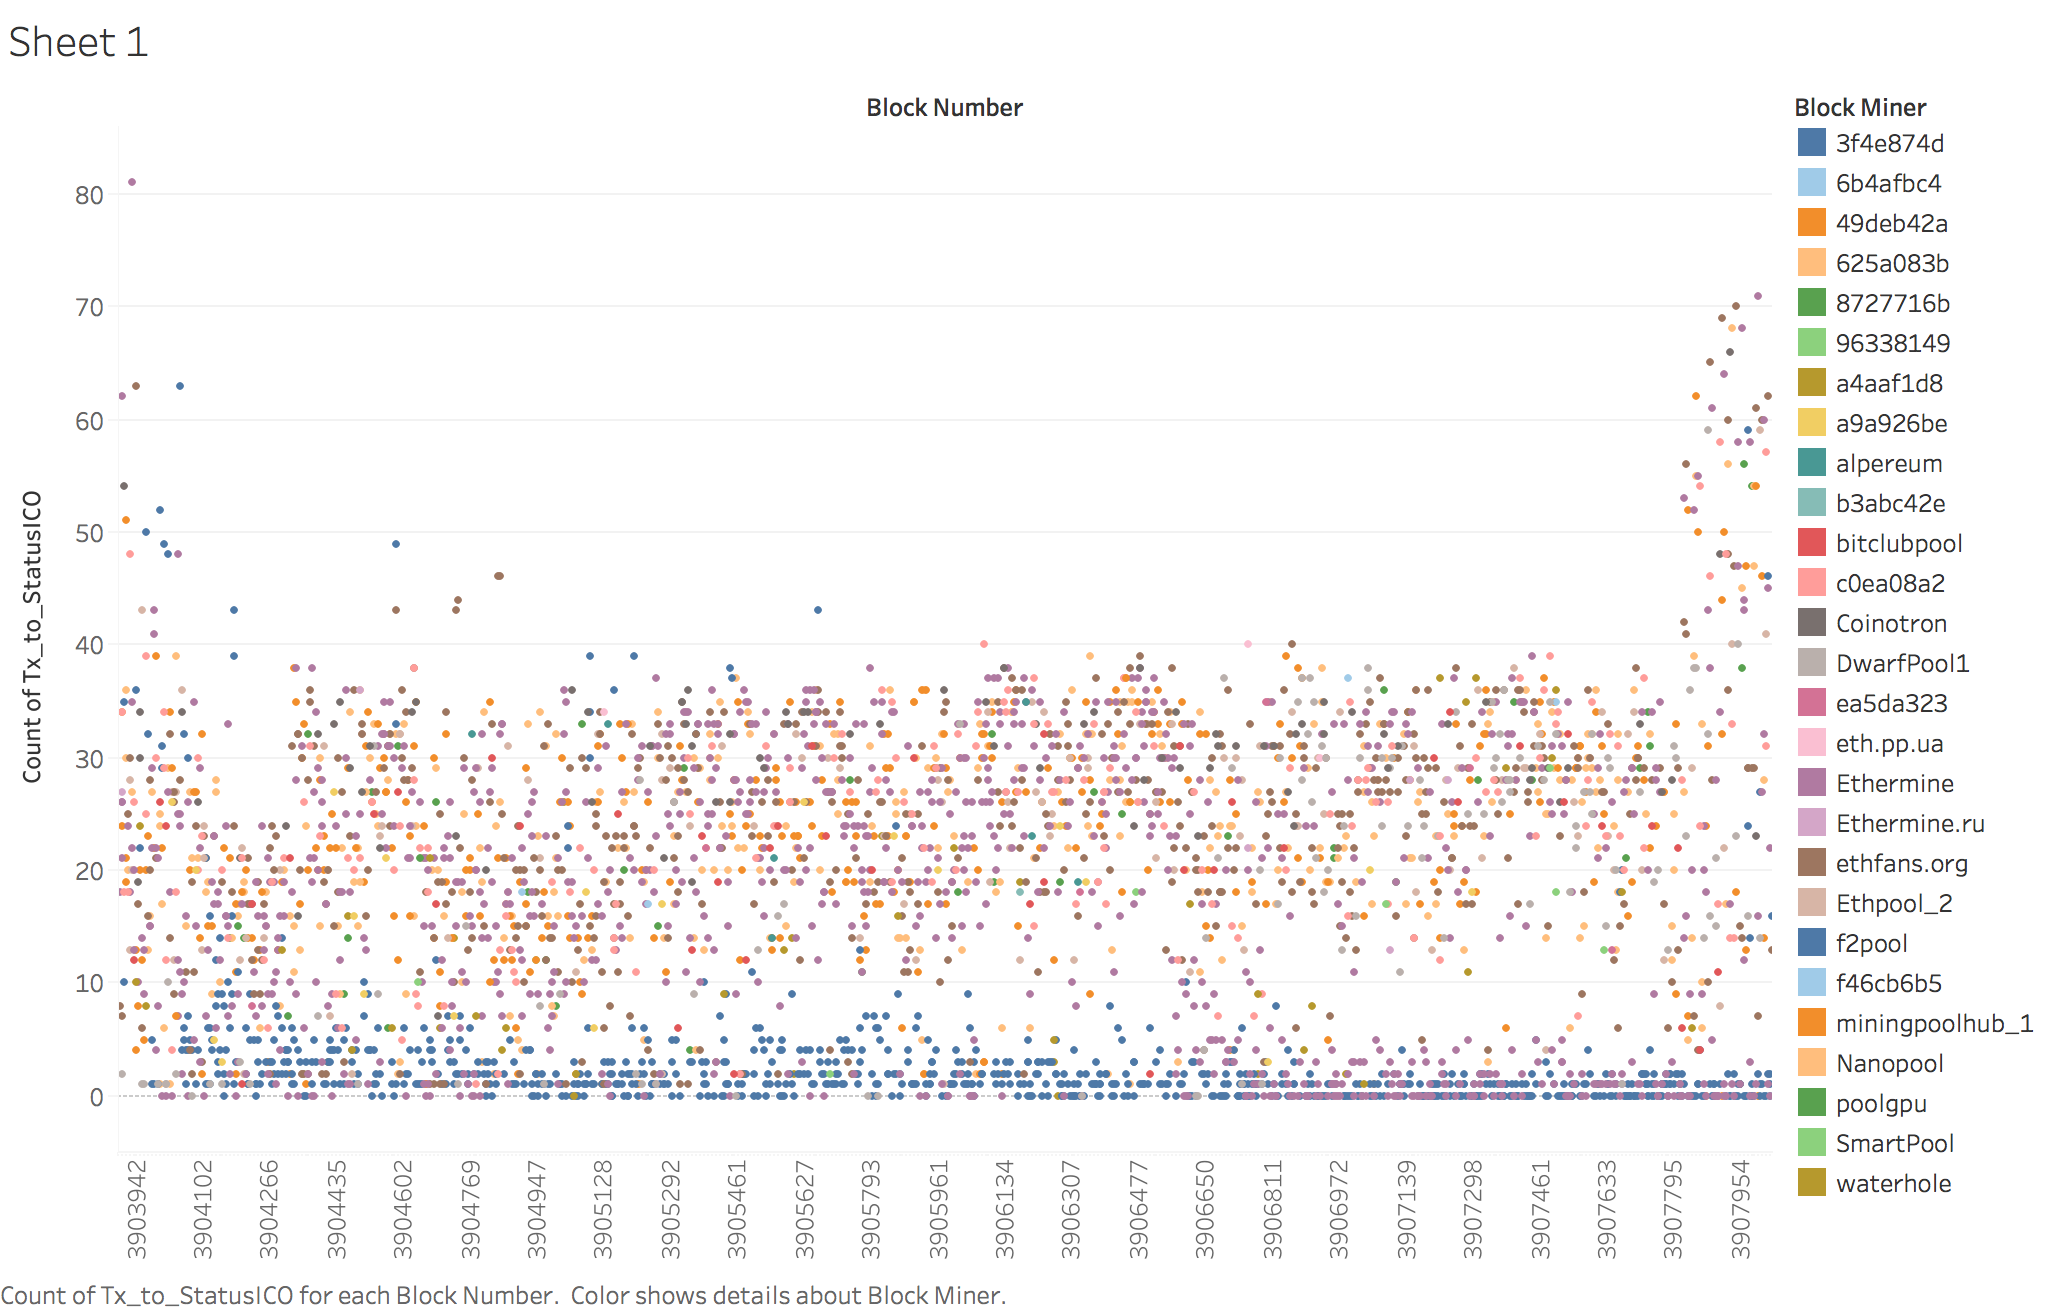 Sheet 1
Block Number
Block Miner
3f4e874d
6b4afbc4
49deb42a
625a083b
8727716b
96338149
a4aaf1d8
a9a926be
alpereum
b3abc42e
bitclubpool
c0ea08a2
Coinotron
DwarfPool1
ea5da323
eth.pp.ua
Ethermine
Ethermine.ru
ethfans.org
Ethpool_2
f2pool
f46cb6b5
miningpoolhub_1
Nanopool
poolgpu
SmartPool
waterhole
Count of Tx_to_StatusICO
80
70
60
50
40
30
20
10
0
3903942
3904102
3904266
3904435
3904602
3904769
3904947
3905128
3905292
3905461
3905627
3905793
3905961
3906134
3906307
3906477
3906650
3906811
3906972
3907139
3907298
3907461
3907633
3907795
3907954
Count of Tx_to_StatusICO for each Block Number.  Color shows details about Block Miner.